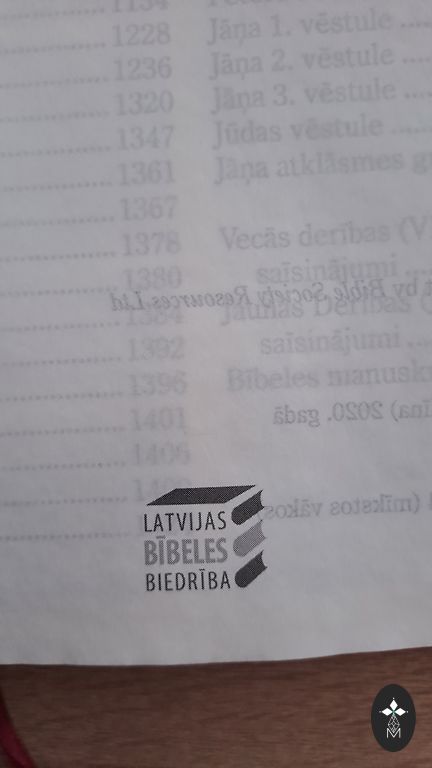 1134
1228 Jāņa 1. vēstule
1236 Jāņa 2. vēstule
1320 Jāņa 3. vēstule
1347 Jūdas vēstule
1361 Jāņa atklāsmes
1367
1378 Vecās derības (V
1380 saīsinājumi
by Bible Society Resources Ltd
1384 Jaunās Derības
1392 saīsinājumi
1396 Bībeles
1401
2020. gadā
1406
(mīkstos vākos
LATVIJAS
BĪBELES
BIEDRĪBA
M